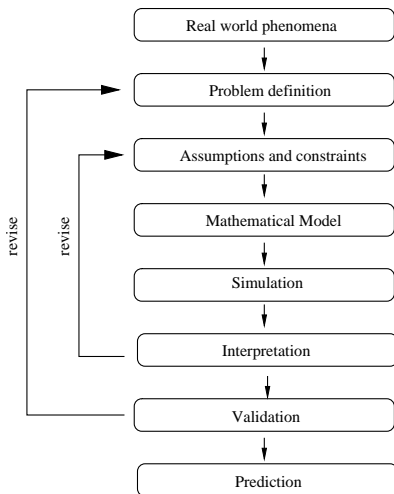 Real world phenomena
Problem definition
Assumptions and constraints
Mathematical Model
Simulation
Interpretation
Validation
Prediction
revise
revise